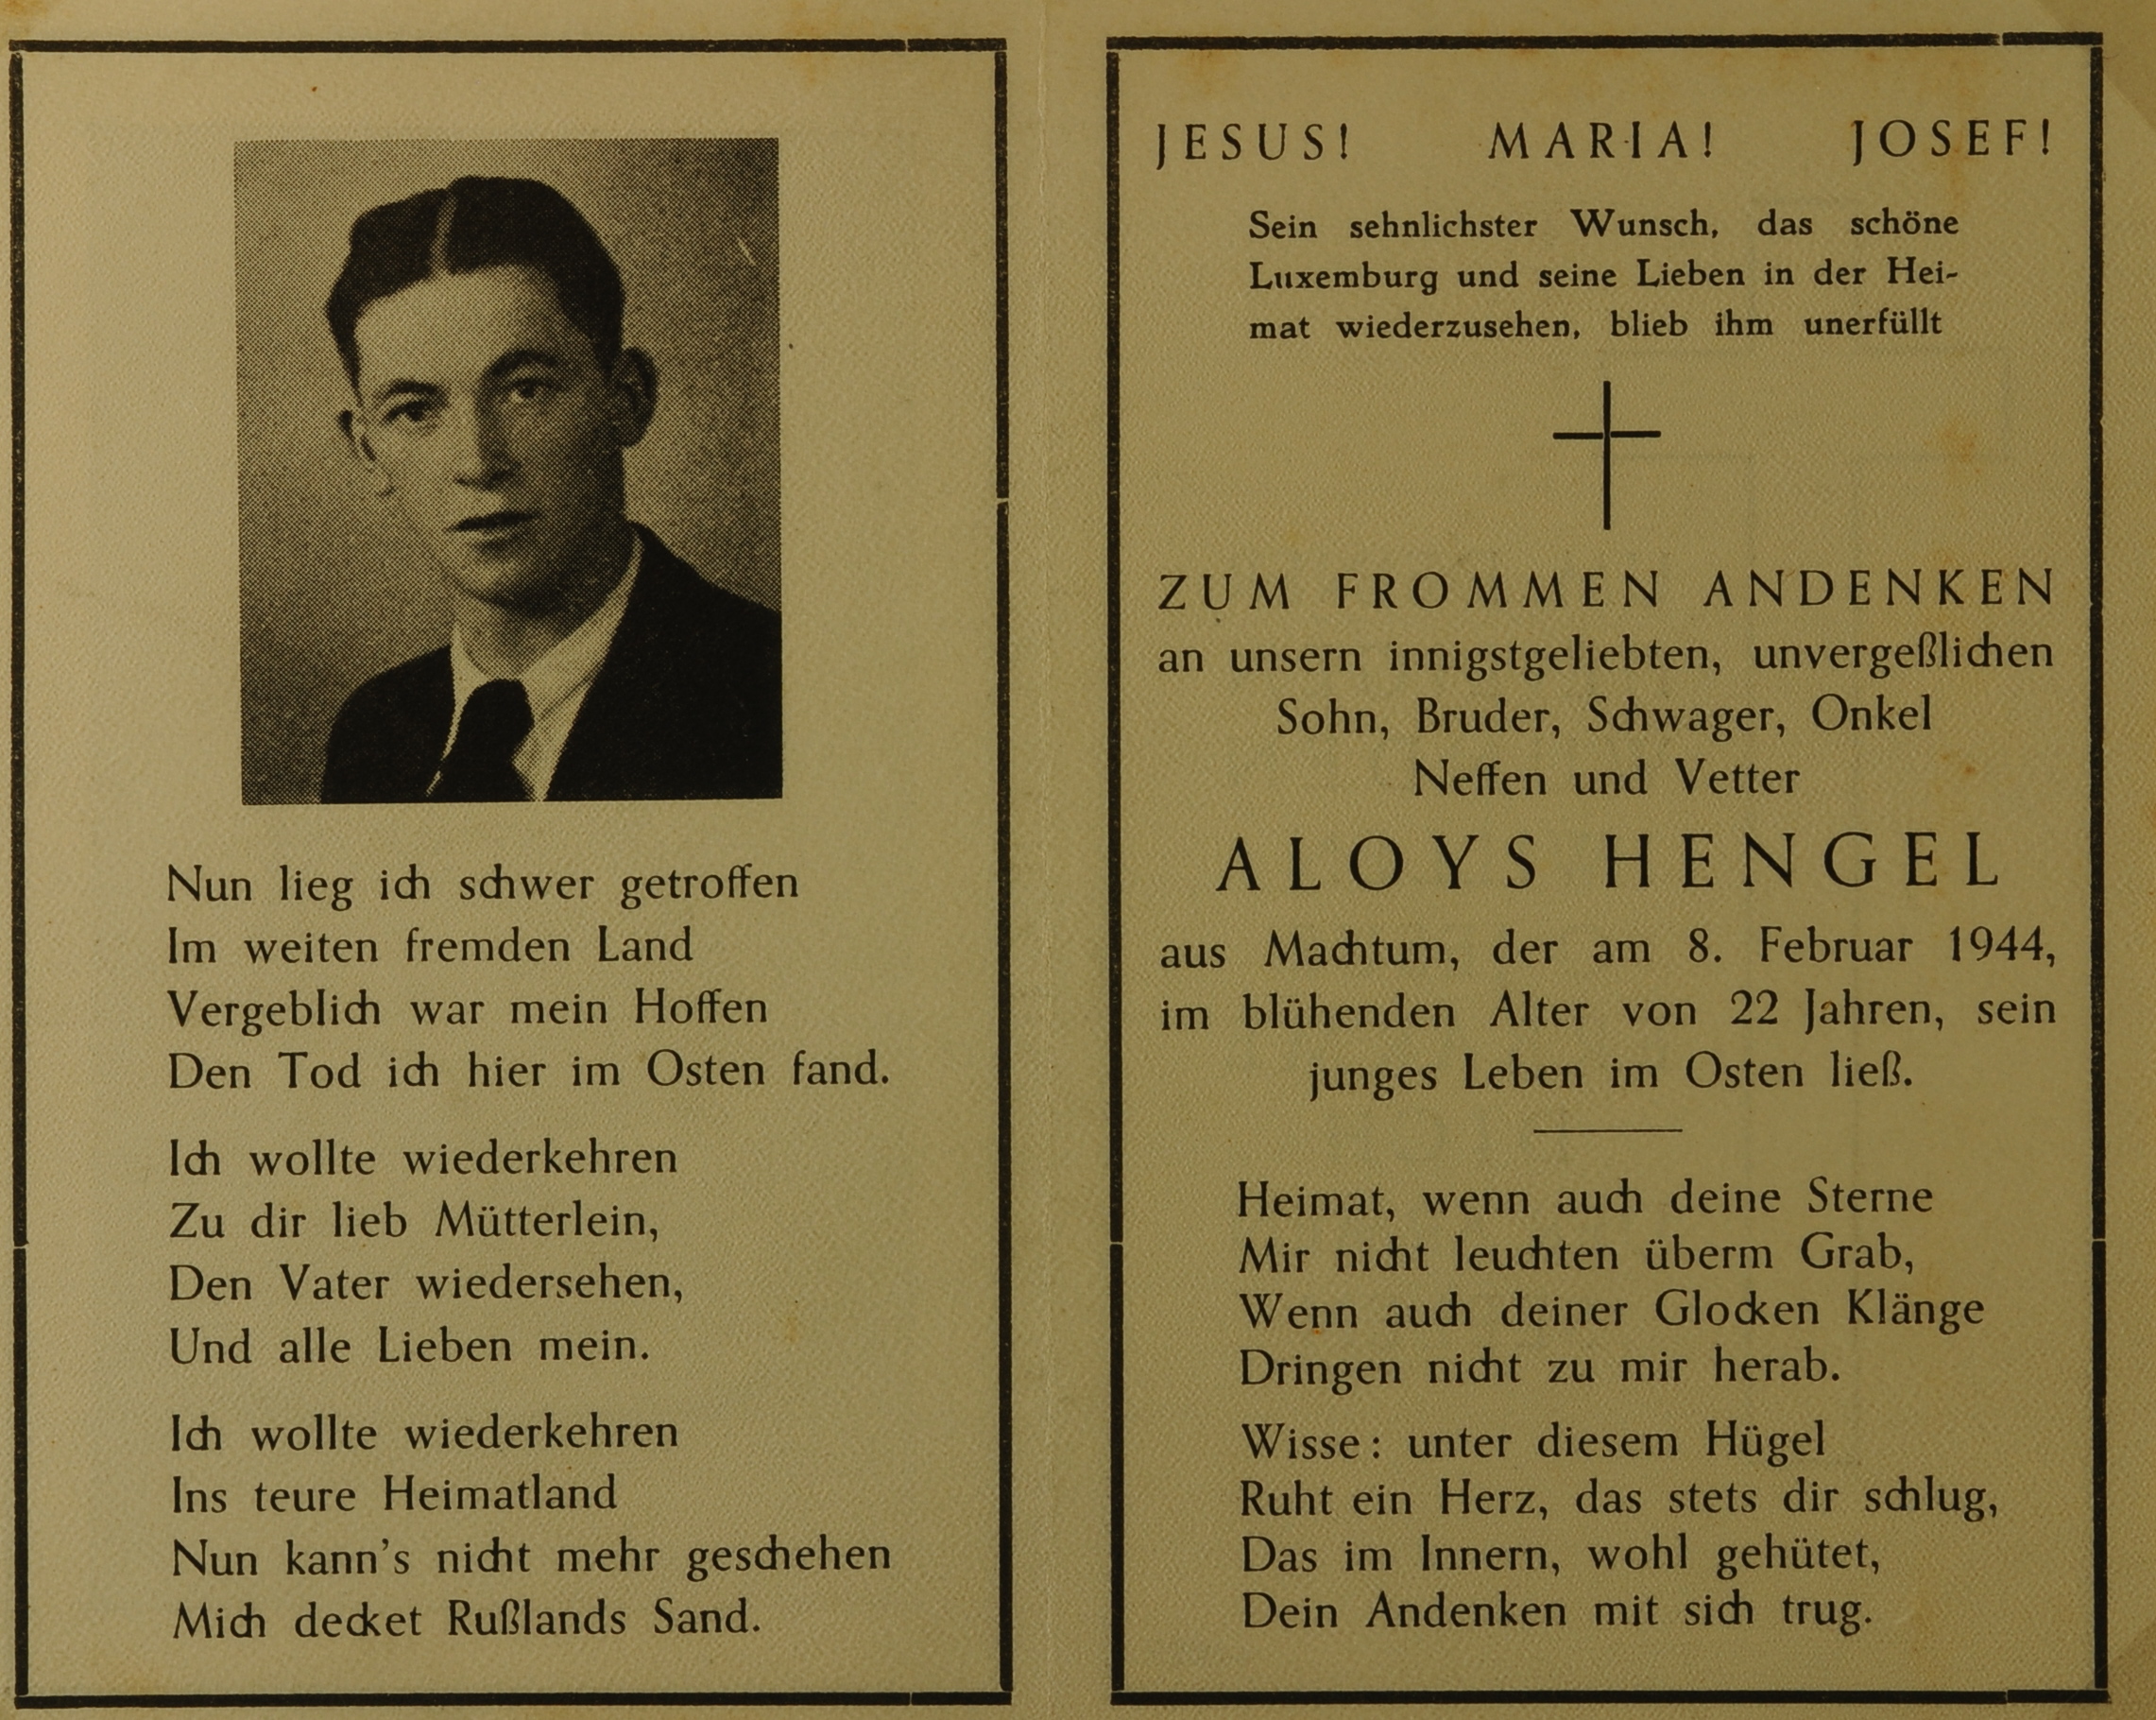 Nun lieg ich schwer getroffen
Im weiten fremden Land
Vergeblich war mein Hoffen
Den Tod ich hier im Osten fand.
Ich wollte wiederkehren
Zu dir lieb Mütterlein,
Den Vater wiedersehen,
Und alle Lieben mein.
Ich wollte wiederkehren
Ins teure Heimatland
Nun kann's nicht mehr geschehen
Mich decket Rußlands Sand.
JESUS! MARIA! JOSEF!
Sein sehnlichster Wunsch, das schöne
Luxemburg und seine Lieben in der Hei-
mat wiederzusehen, blieb ihm unerfüllt
ZUM FROMMEN ANDENKEN
an unsern innigstgeliebten, unvergeßlichen
Sohn, Bruder, Schwager, Onkel
Neffen und Vetter
ALOYS HENGEL
aus Machtum, der am 8. Februar 1944,
im blühenden Alter von 22 Jahren, sein
junges Leben im Osten ließ.
Heimat, wenn auch deine Sterne
Mir nicht leuchten überm Grab,
Wenn auch deiner Glocken Klänge
Dringen nicht zu mir herab.
Wisse: unter diesem Hügel
Ruht ein Herz, das stets dir schlug,
Das im Innern, wohl gehütet,
Dein Andenken mit sich trug.